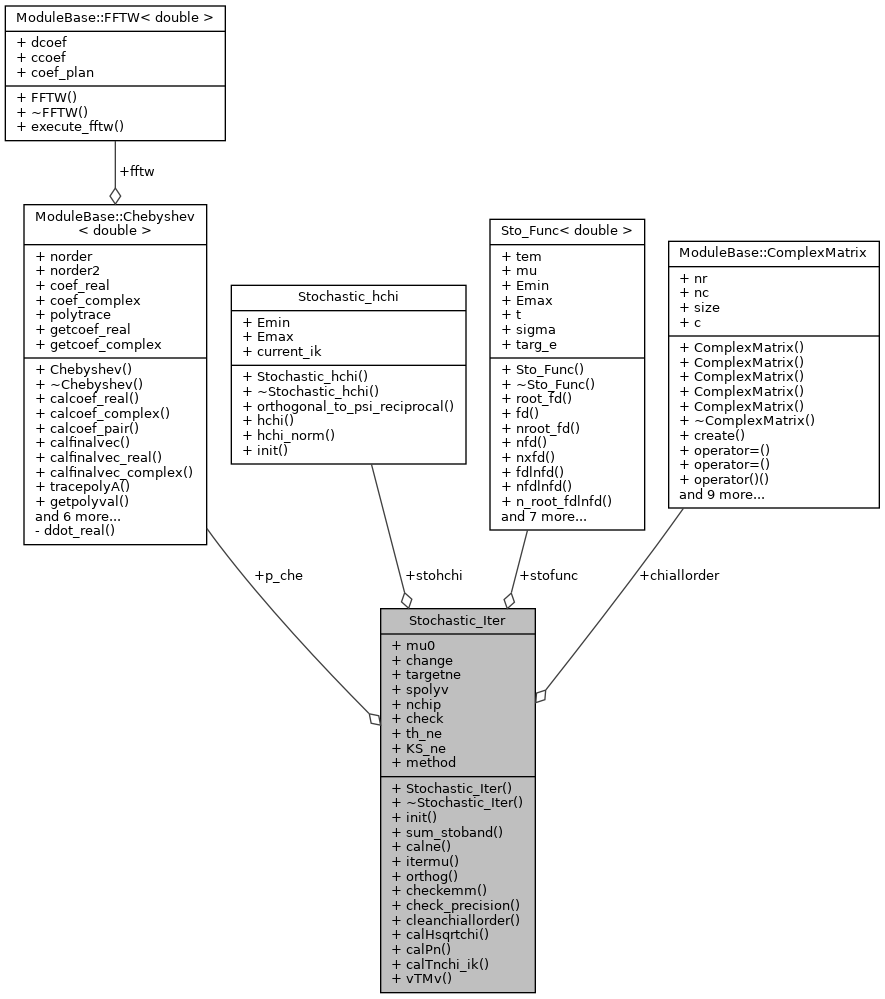 ModuleBase::FFTW< double >
+ dcoef
+ ccoef
+ coef_plan
+ FFTW()
+ ~FFTW()
+ execute_fftw()
+fftw
ModuleBase::Chebyshev
< double >
+ norder
+ norder2
+ coef_real
+ coef_complex
+ polytrace
+ getcoef_real
+ getcoef_complex
+ Chebyshev()
+ ~Chebyshev()
+ calcoef_real()
+ calcoef_complex()
+ calcoef_pair()
+ calfinalvec()
+ calfinalvec_real()
+ calfinalvec_complex()
+ tracepolyA()
+ getpolyval()
and 6 more...
- ddot_real()
Stochastic_hchi
+ Emin
+ Emax
+ current_ik
+ Stochastic_hchi()
+ ~Stochastic_hchi()
+ orthogonal_to_psi_reciprocal()
+ hchi()
+ hchi_norm()
+ init()
Sto_Func< double >
+ tem
+ mu
+ Emin
+ Emax
+ t
+ sigma
+ targ_e
+ Sto_Func()
+ ~Sto_Func()
+ root_fd()
+ fd()
+ nroot_fd()
+ nfd()
+ nxfd()
+ fdlnfd()
+ nfdlnfd()
+ n_root_fdlnfd()
and 7 more...
ModuleBase::ComplexMatrix
+ nr
+ nc
+ size
+ c
+ ComplexMatrix()
+ ComplexMatrix()
+ ComplexMatrix()
+ ComplexMatrix()
+ ComplexMatrix()
+ ~ComplexMatrix()
+ create()
+ operator=()
+ operator=()
+ operator()()
and 9 more...
+p_che
+stohchi
+stofunc
+chiallorder
Stochastic_Iter
+ mu0
+ change
+ targetne
+ spolyv
+ nchip
+ check
+ th_ne
+ KS_ne
+ method
+ Stochastic_Iter()
+ ~Stochastic_Iter()
+ init()
+ sum_stoband()
+ calne()
+ itermu()
+ orthog()
+ checkemm()
+ check_precision()
+ cleanchiallorder()
+ calHsqrtchi()
+ calPn()
+ calTnchi_ik()
+ vTMv()